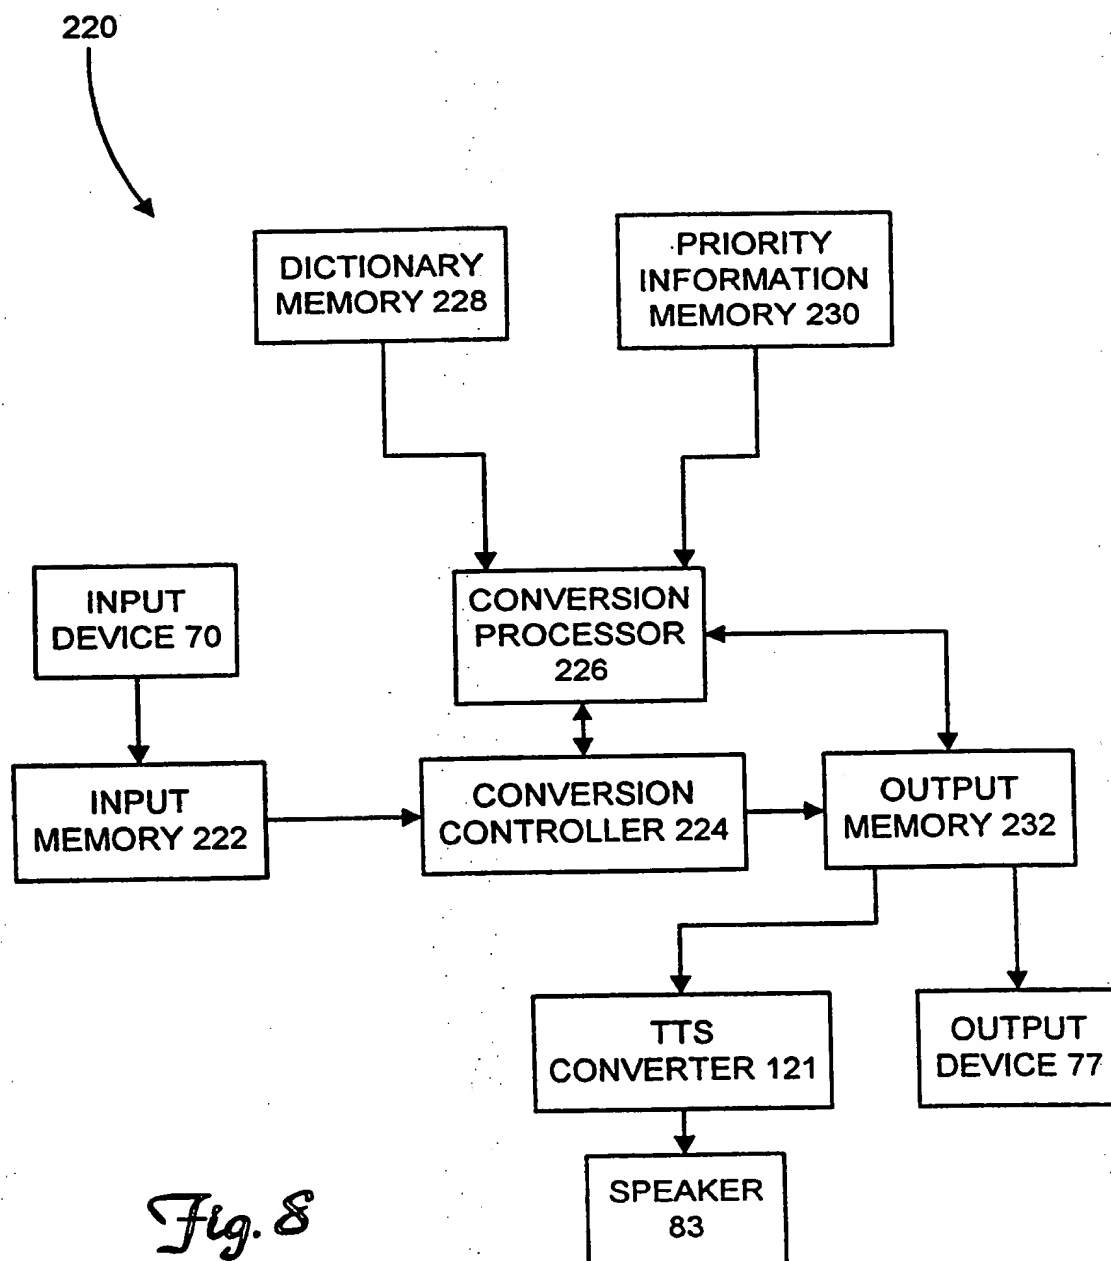 220
DICTIONARY
MEMORY 228
PRIORITY
INFORMATION
MEMORY 230
INPUT
DEVICE 70
CONVERSION
PROCESSOR
226
INPUT
MEMORY 222
CONVERSION
CONTROLLER 224
OUTPUT
MEMORY 232
TTS
CONVERTER 121
OUTPUT
DEVICE 77
SPEAKER
83
Fig. 8